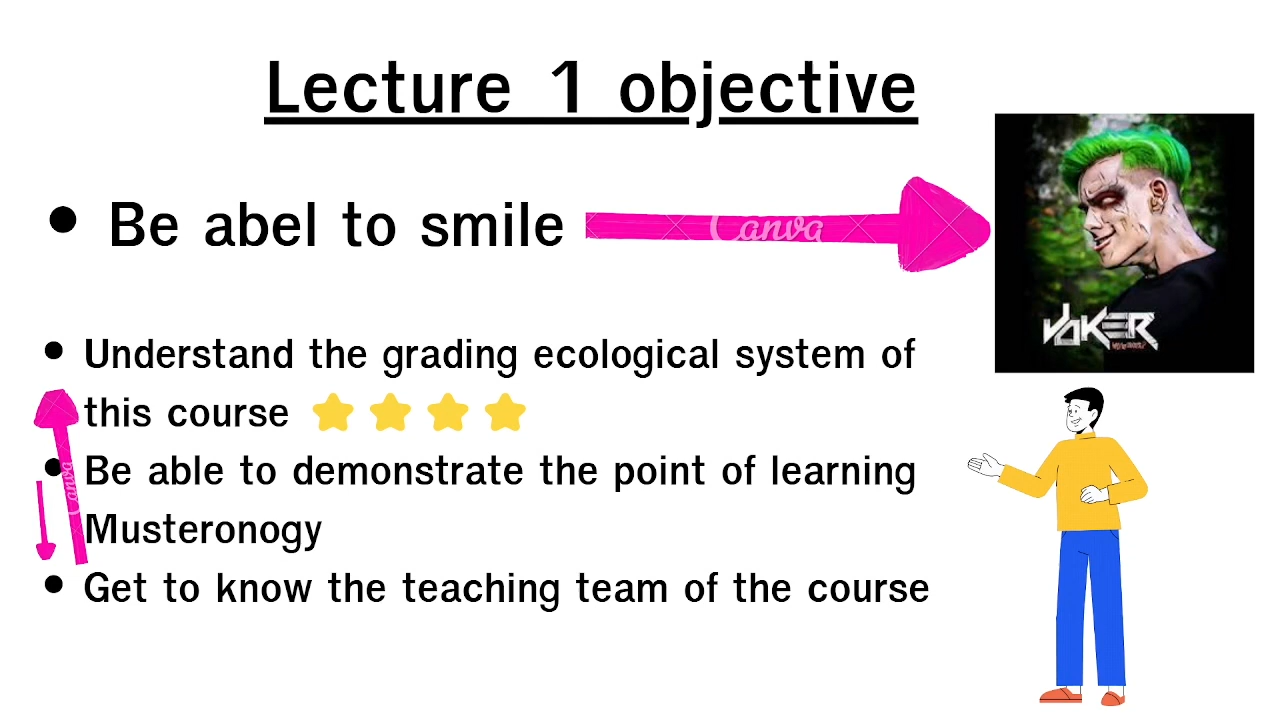 Lecture 1 objective
• Be abel to smile
Canva
JOKER
• Understand the grading ecological system of
this course
• Be able to demonstrate the point of learning
Canva
Musteronogy
• Get to know the teaching team of the course